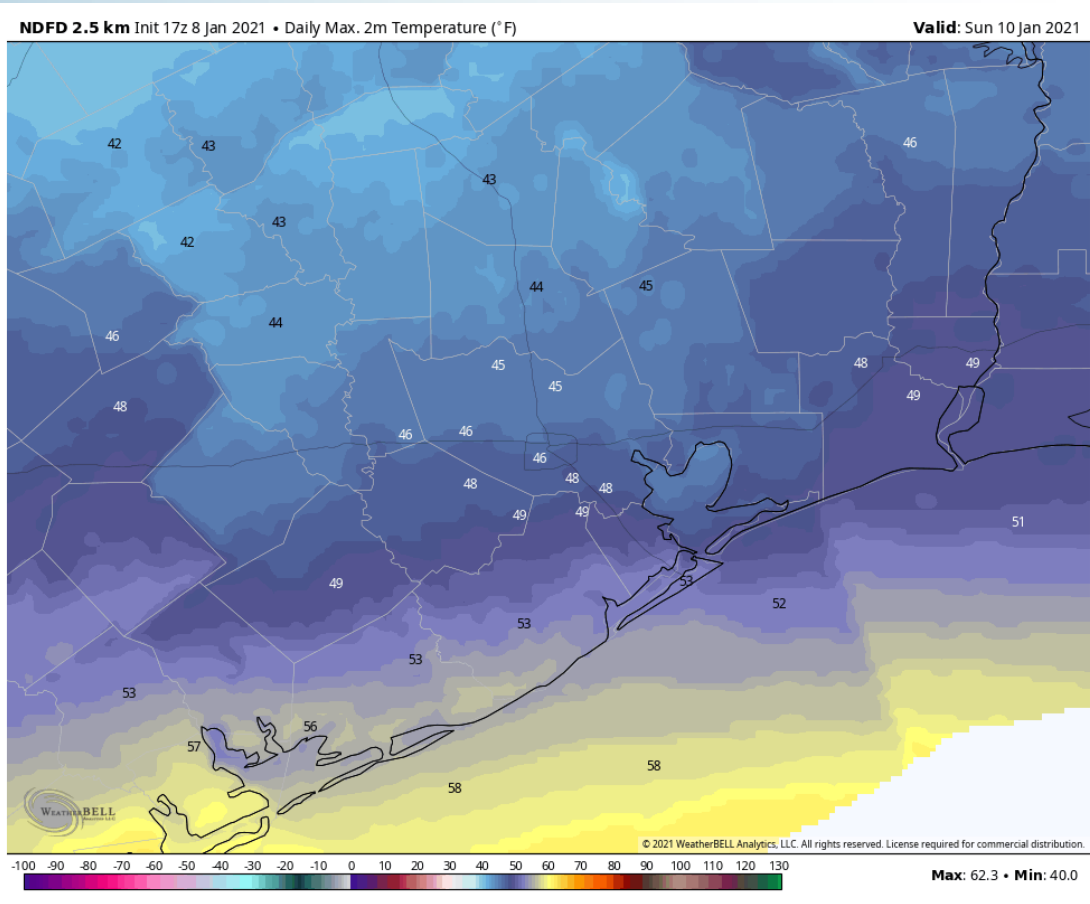 NDFD 2.5 km Init 17z 8 Jan 2021 • Daily Max. 2m Temperature (°F) Valid: Sun 10 Jan 2021
42 43 46
43
42 43
44 45
44
46
45 48 49
45
48 49
46 46
46
48 48 48
49 49
51
49 53
52
53
53
53
56
57
58
58
WEATHERBELL
© 2021 WeatherBELL Analytics, LLC. All rights reserved. License required for commercial distribution.
-100 -90 -80 -70 -60 -50 -40 -30 -20 -10 0 10 20 30 40 50 60 70 80 90 100 110 120 130
Max: 62.3 • Min: 40.0